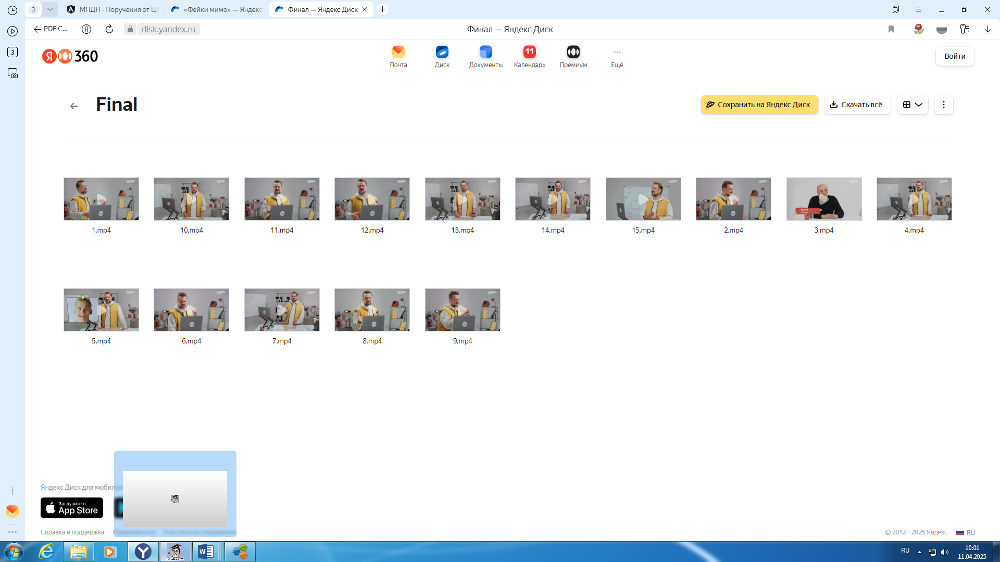 3
МПДН - Поручения от ЦА
«Фейки мимо» — Яндекс
Финал — Яндекс Диск
PDF С...
disk.yandex.ru
Финал — Яндекс Диск
3
Я 360
Почта
Диск
Документы
11
Календарь
Премиум
Ещё
Войти
Final
Сохранить на Яндекс Диск
Скачать всё
1.mp4
10.mp4
11.mp4
12.mp4
13.mp4
14.mp4
15.mp4
2.mp4
3.mp4
4.mp4
5.mp4
6.mp4
7.mp4
8.mp4
9.mp4
Яндекс Диск для
Загрузите в
App Store
Справка и поддержка
© 2012—2025 Яндекс
RU
RU
10:01
11.04.2025